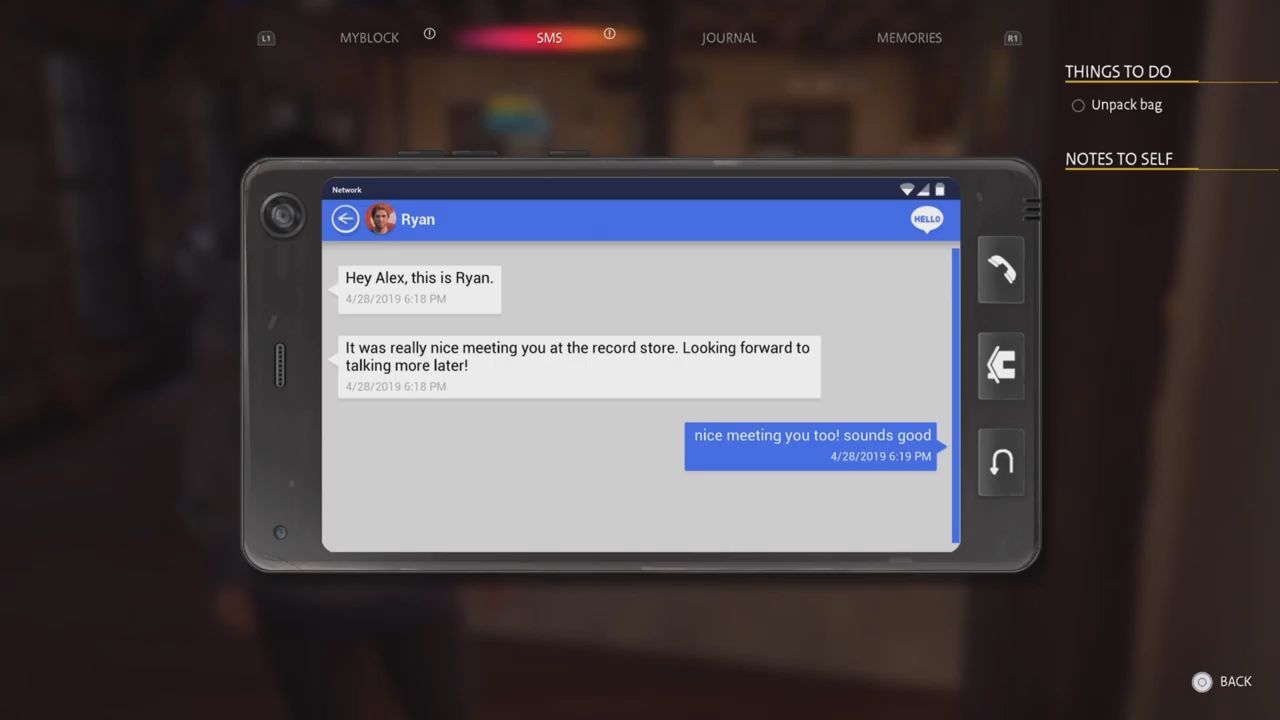 L1
MYBLOCK
SMS
JOURNAL
MEMORIES
R1
THINGS TO DO
Unpack bag
NOTES TO SELF
Network
Ryan
HELLO
Hey Alex, this is Ryan.
4/28/2019 6:18 PM
It was really nice meeting you at the record store. Looking forward to
talking more later!
4/28/2019 6:18 PM
nice meeting you too! sounds good
4/28/2019 6:19 PM
BACK